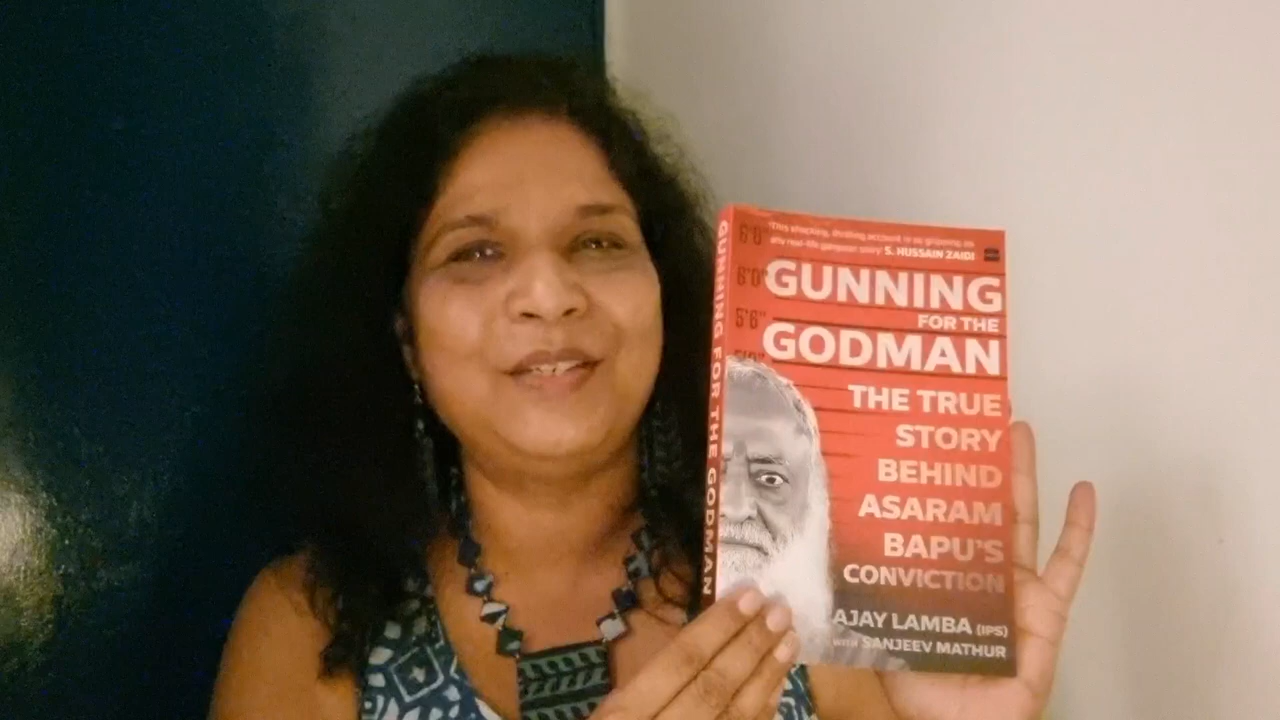 GUNNING FOR THE GODMAN
6'6"
"This shocking, divulging account is as gripping as
any real-life gangster story' S. HUSSAIN ZAIDI
6'0"
GUNNING
FOR THE
5'6"
GODMAN
THE TRUE
STORY
BEHIND
ASARAM
BAPU'S
CONVICTION
AJAY LAMBA (IPS)
WITH SANJEEV MATHUR